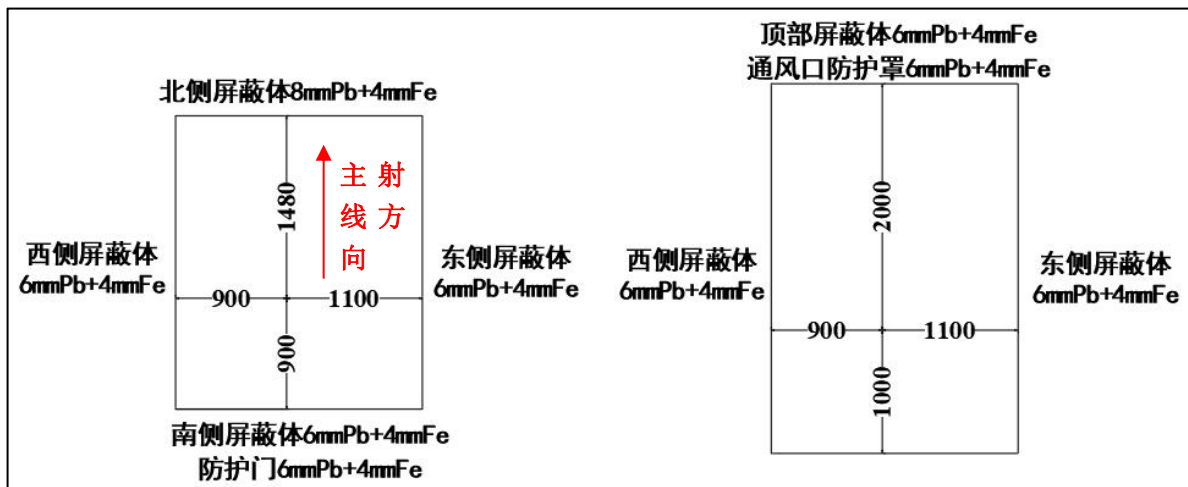 北侧屏蔽体8mmPb+4mmFe
主射
线方
向
1480
西侧屏蔽体
6mmPb+4mmFe
东侧屏蔽体
6mmPb+4mmFe
900
1100
900
南侧屏蔽体6mmPb+4mmFe
防护门6mmPb+4mmFe
顶部屏蔽体6mmPb+4mmFe
通风口防护罩6mmPb+4mmFe
2000
西侧屏蔽体
6mmPb+4mmFe
东侧屏蔽体
6mmPb+4mmFe
900
1100
1000